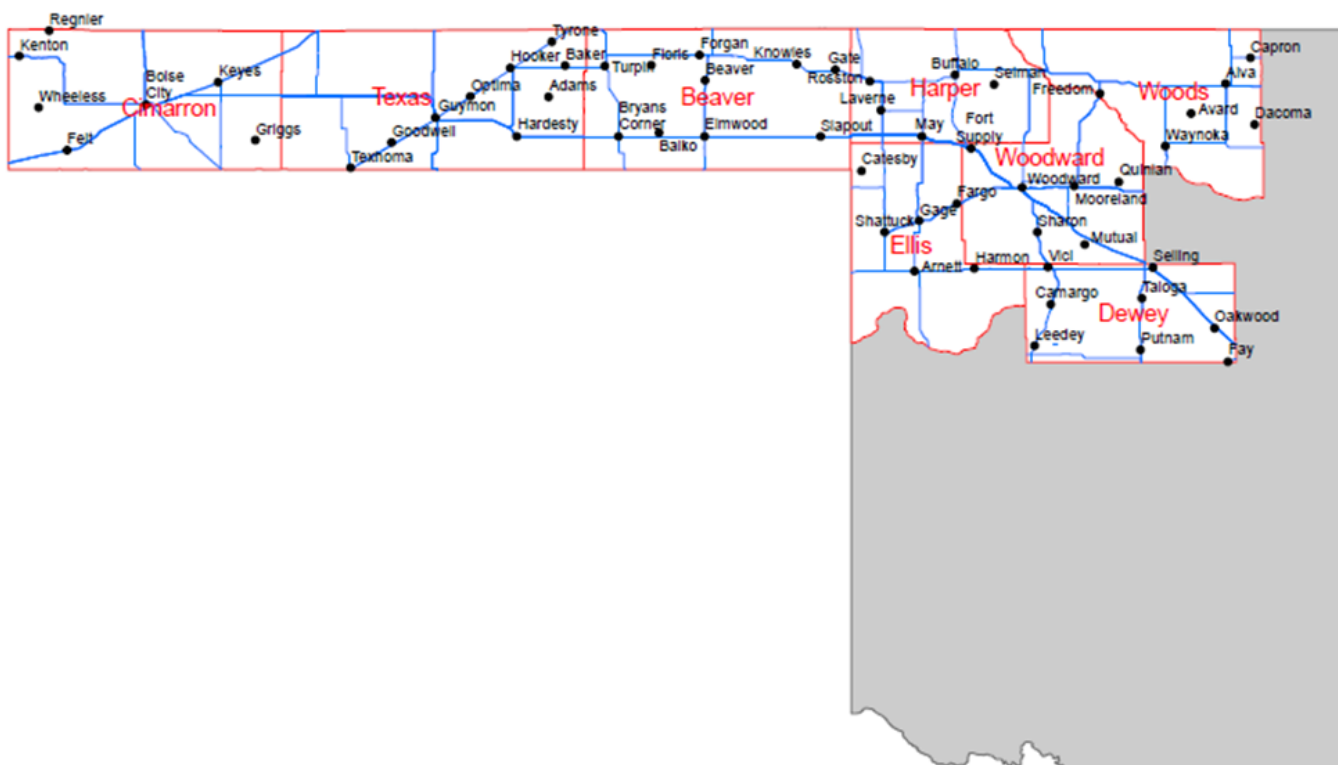 Regnier
Kenton
Wheeless
Felt
Boise
City
Keyes
Cimarron
Griggs
Texas
Texhoma
Goodwell
Guymon
Optima
Hooker
Tyrone
Baker
Adams
Hardesty
Turpin
Floris
Forgan
Beaver
Beaver
Bryans
Corner
Balko
Elmwood
Knowles
Gate
Rosston
Slapout
Laverne
Buffalo
Selman
Harper
May
Fort
Supply
Freedom
Woods
Capron
Alva
Avard
Dacoma
Waynoka
Catesby
Woodward
Woodward
Quinlan
Mooreland
Fargo
Gage
Shattuck
Ellis
Sharon
Mutual
Arnett
Harmon
Vici
Seiling
Camargo
Taloga
Dewey
Oakwood
Leedey
Putnam
Fay